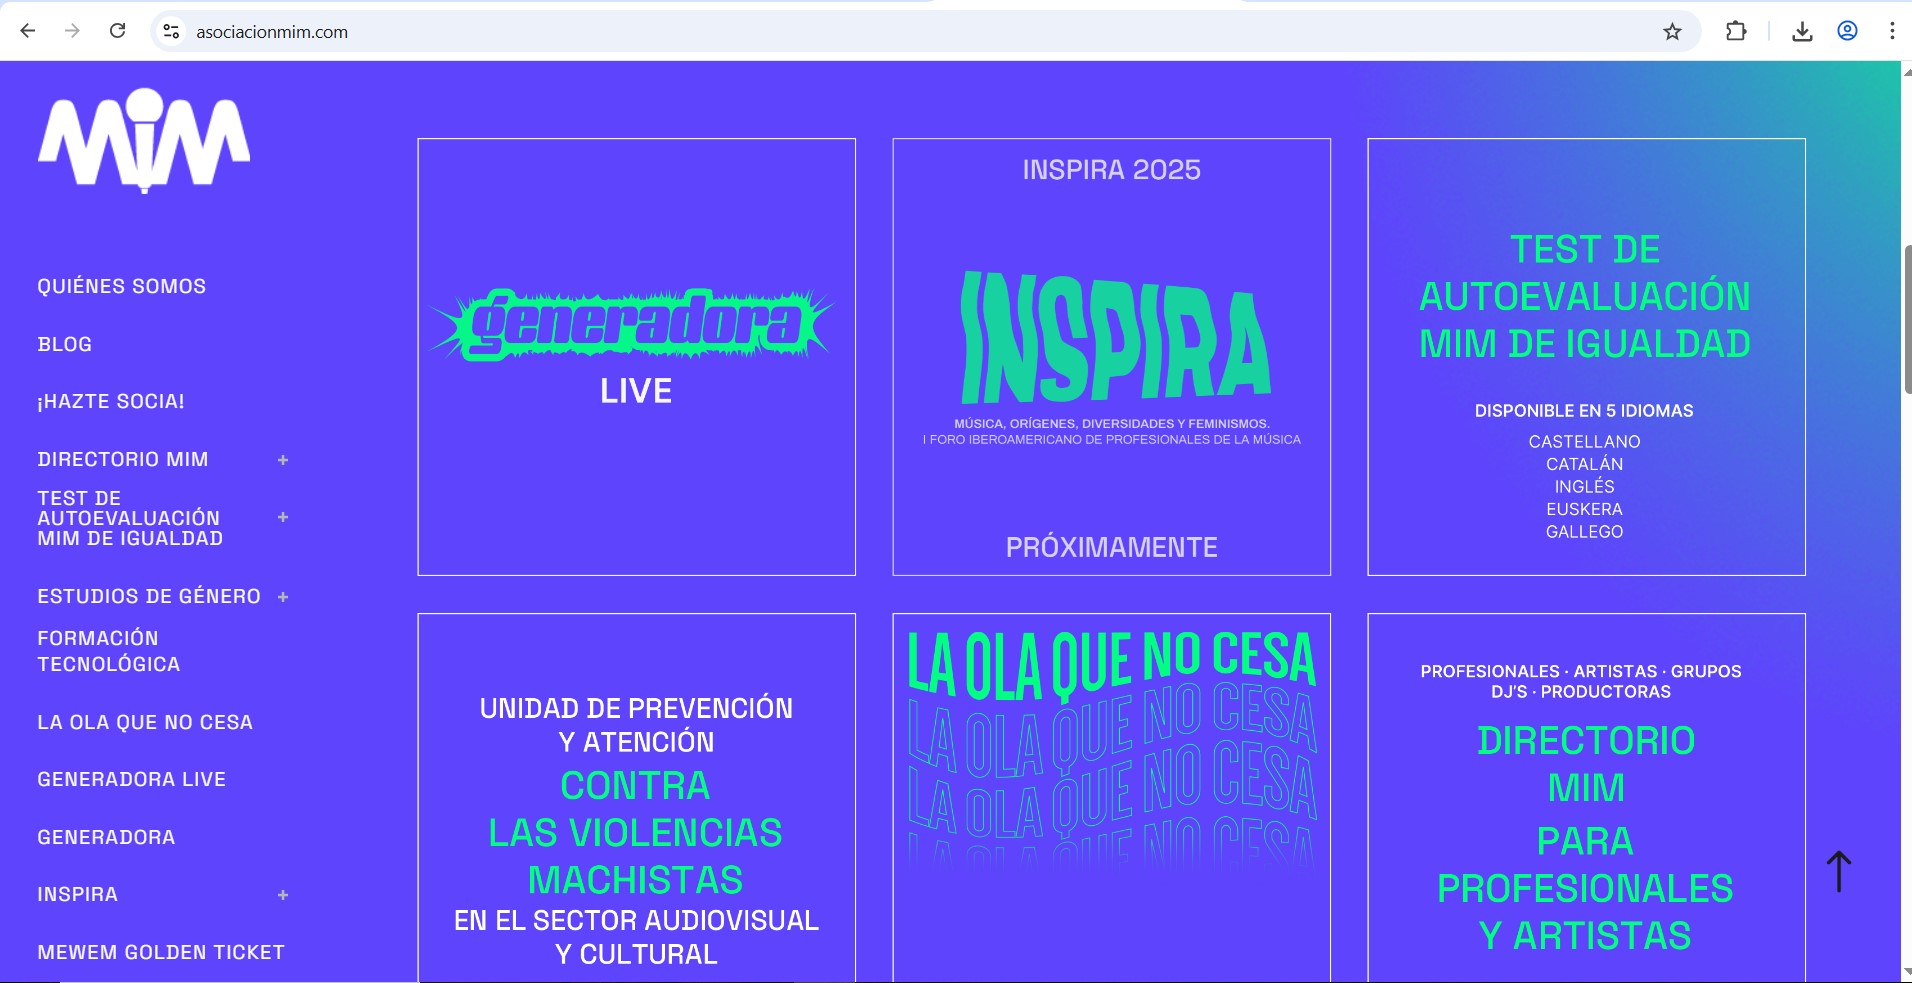 asociacionmim.com
MiM
QUIÉNES SOMOS
BLOG
¡HAZTE SOCIA!
DIRECTORIO MIM +
TEST DE
AUTOEVALUACIÓN +
MIM DE IGUALDAD
ESTUDIOS DE GÉNERO +
FORMACIÓN
TECNOLÓGICA
LA OLA QUE NO CESA
GENERADORA LIVE
GENERADORA
INSPIRA +
MEWEM GOLDEN TICKET
generadora
LIVE
INSPIRA 2025
INSPIRA
MÚSICA, ORÍGENES, DIVERSIDADES Y FEMINISMOS.
I FORO IBEROAMERICANO DE PROFESIONALES DE LA MÚSICA
PRÓXIMAMENTE
TEST DE
AUTOEVALUACIÓN
MIM DE IGUALDAD
DISPONIBLE EN 5 IDIOMAS
CASTELLANO
CATALÁN
INGLÉS
EUSKERA
GALLEGO
UNIDAD DE PREVENCIÓN
Y ATENCIÓN
CONTRA
LAS VIOLENCIAS
MACHISTAS
EN EL SECTOR AUDIOVISUAL
Y CULTURAL
LA OLA QUE NO CESA
LA OLA QUE NO CESA
LA OLA QUE NO CESA
LA OLA QUE NO CESA
PROFESIONALES · ARTISTAS · GRUPOS
DJ'S · PRODUCTORAS
DIRECTORIO
MIM
PARA
PROFESIONALES
Y ARTISTAS